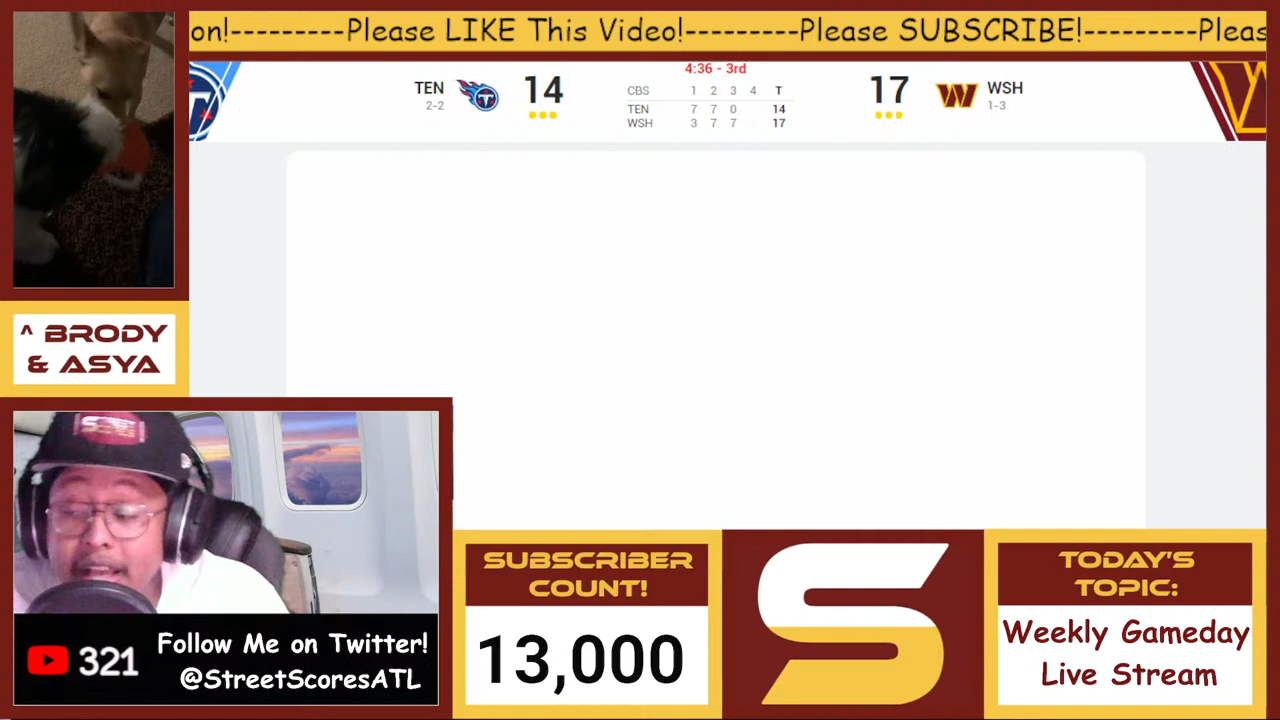 on!---------Please LIKE This Video!---------Please SUBSCRIBE!---------Pleas
4:36 - 3rd
TEN 14 CBS 1 2 3 4 T 17 WSH
2-2 TEN 7 7 0 14 1-3
WSH 3 7 7 17
^ BRODY
& ASYA
SUBSCRIBER
COUNT!
13,000
TODAY'S
TOPIC:
Weekly Gameday
Live Stream
321
Follow Me on Twitter!
@StreetScoresATL